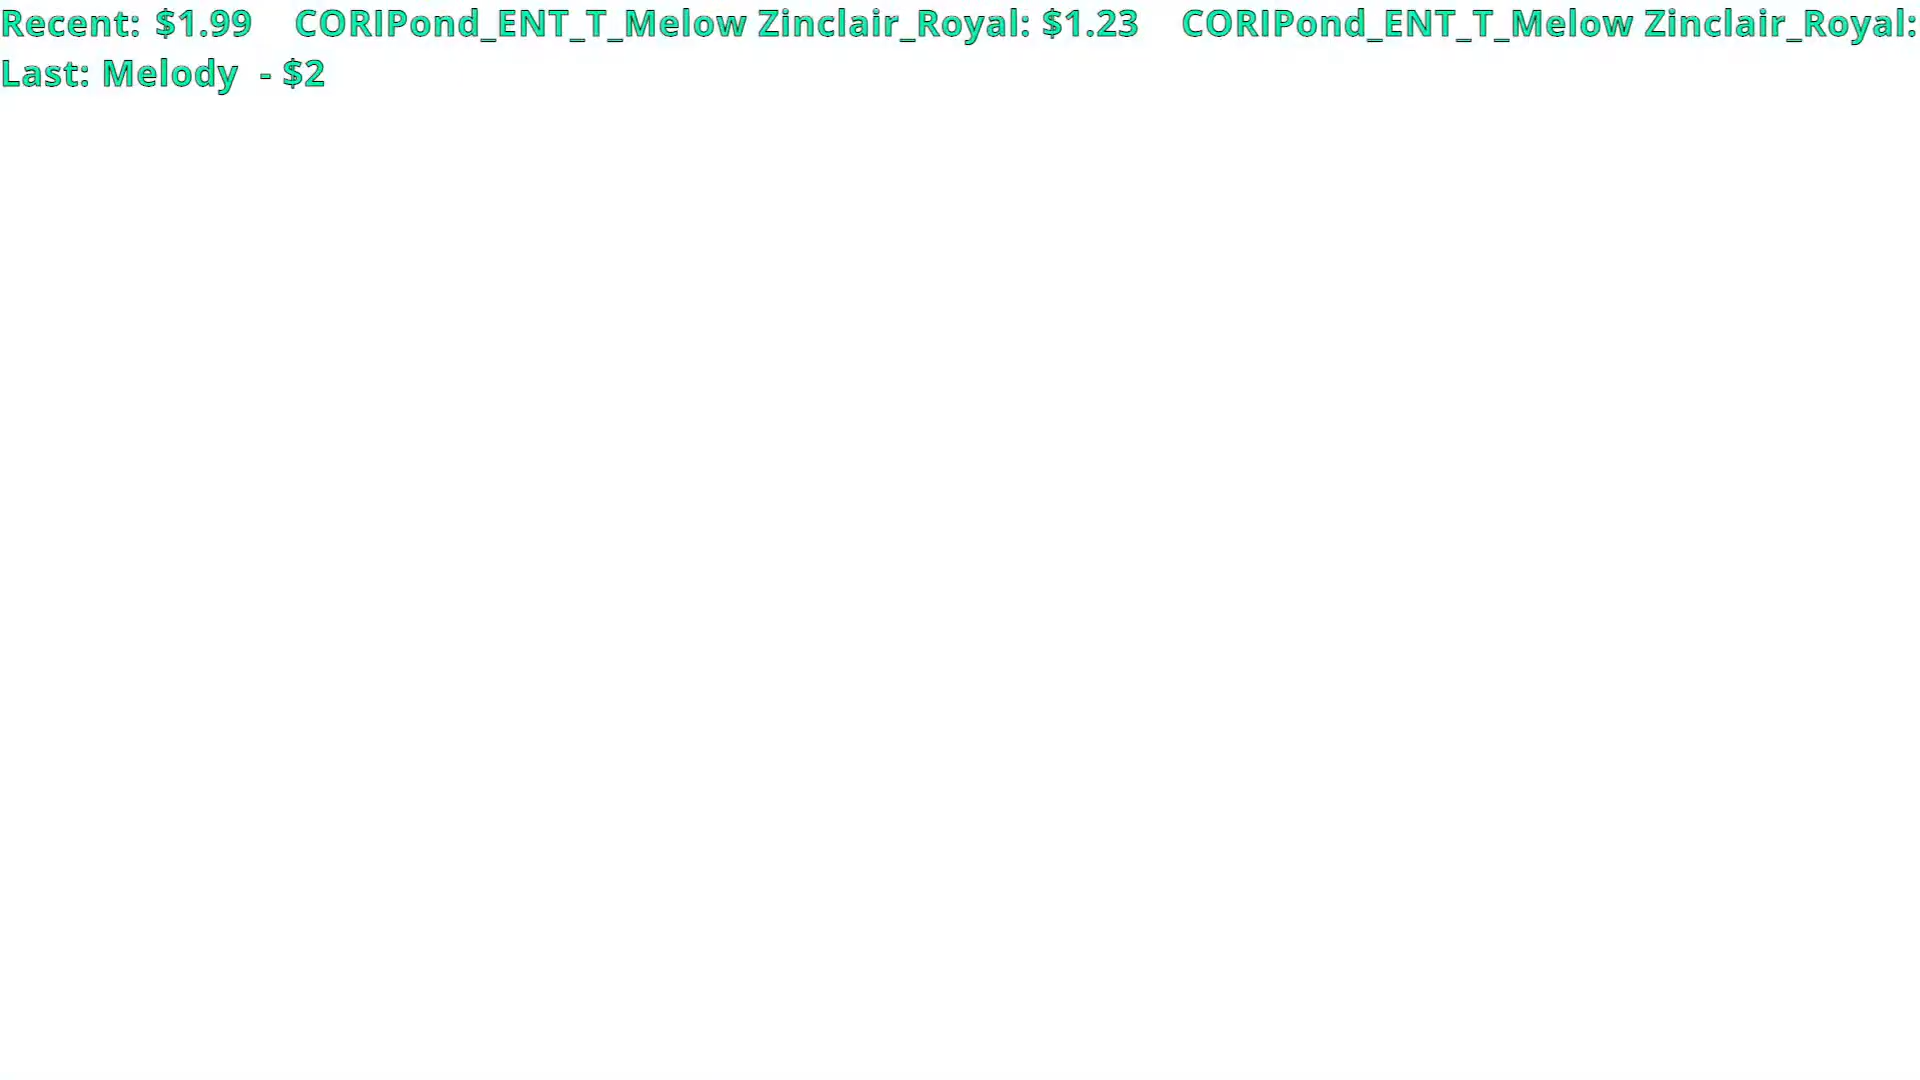 Recent: $1.99    CORIPond_ENT_T_Melow Zinclair_Royal: $1.23    CORIPond_ENT_T_Melow Zinclair_Royal:
Last: Melody  - $2